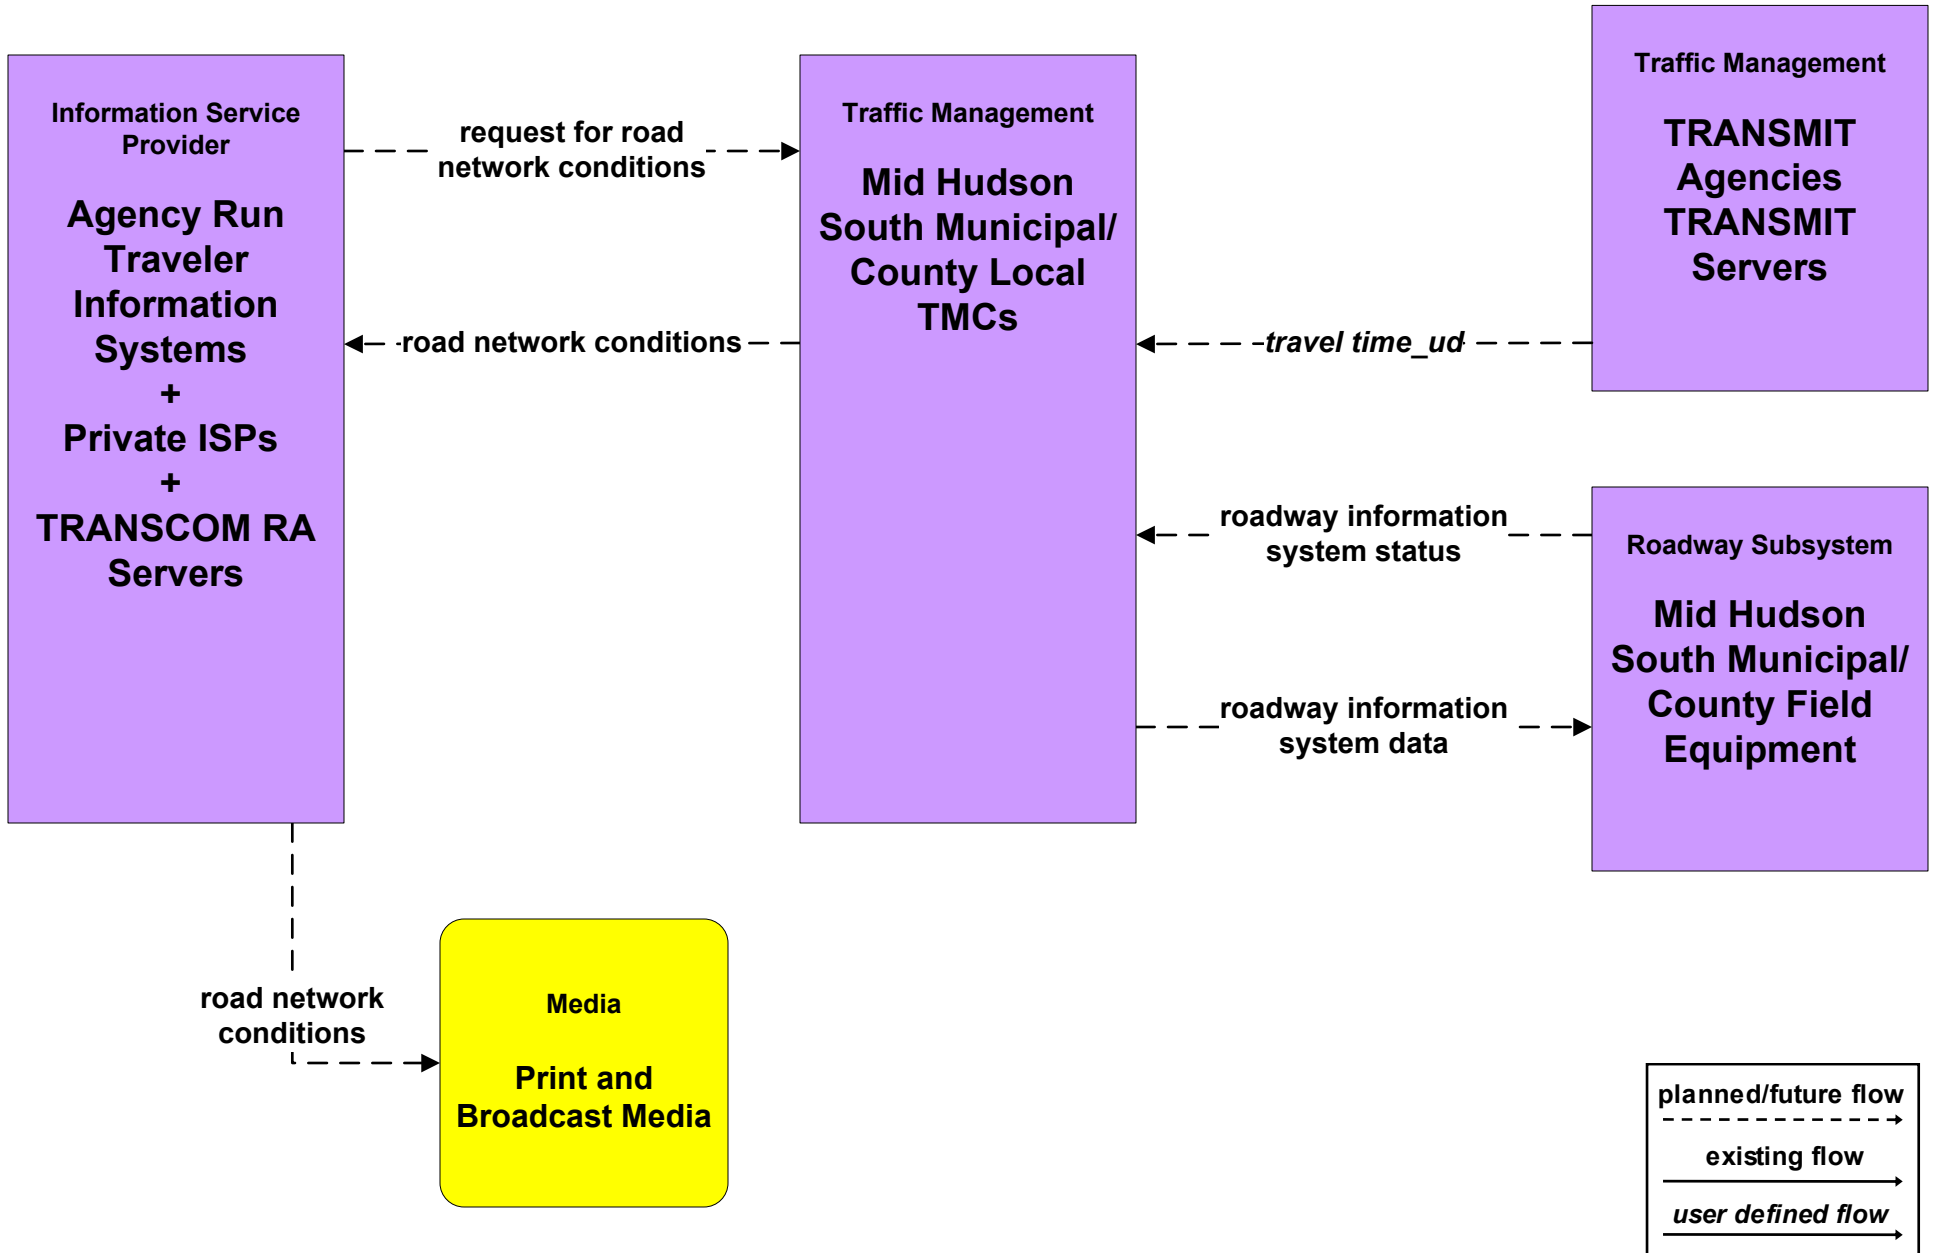 Information Service
Provider
Agency Run
Traveler
Information
Systems
+
Private ISPs
+
TRANSCOM RA
Servers
request for road
network conditions
road network conditions
Traffic Management
Mid Hudson
South Municipal/
County Local
TMCs
Traffic Management
TRANSMIT
Agencies
TRANSMIT
Servers
travel time_ud
roadway information
system status
roadway information
system data
Roadway Subsystem
Mid Hudson
South Municipal/
County Field
Equipment
road network
conditions
Media
Print and
Broadcast Media
planned/future flow
existing flow
user defined flow